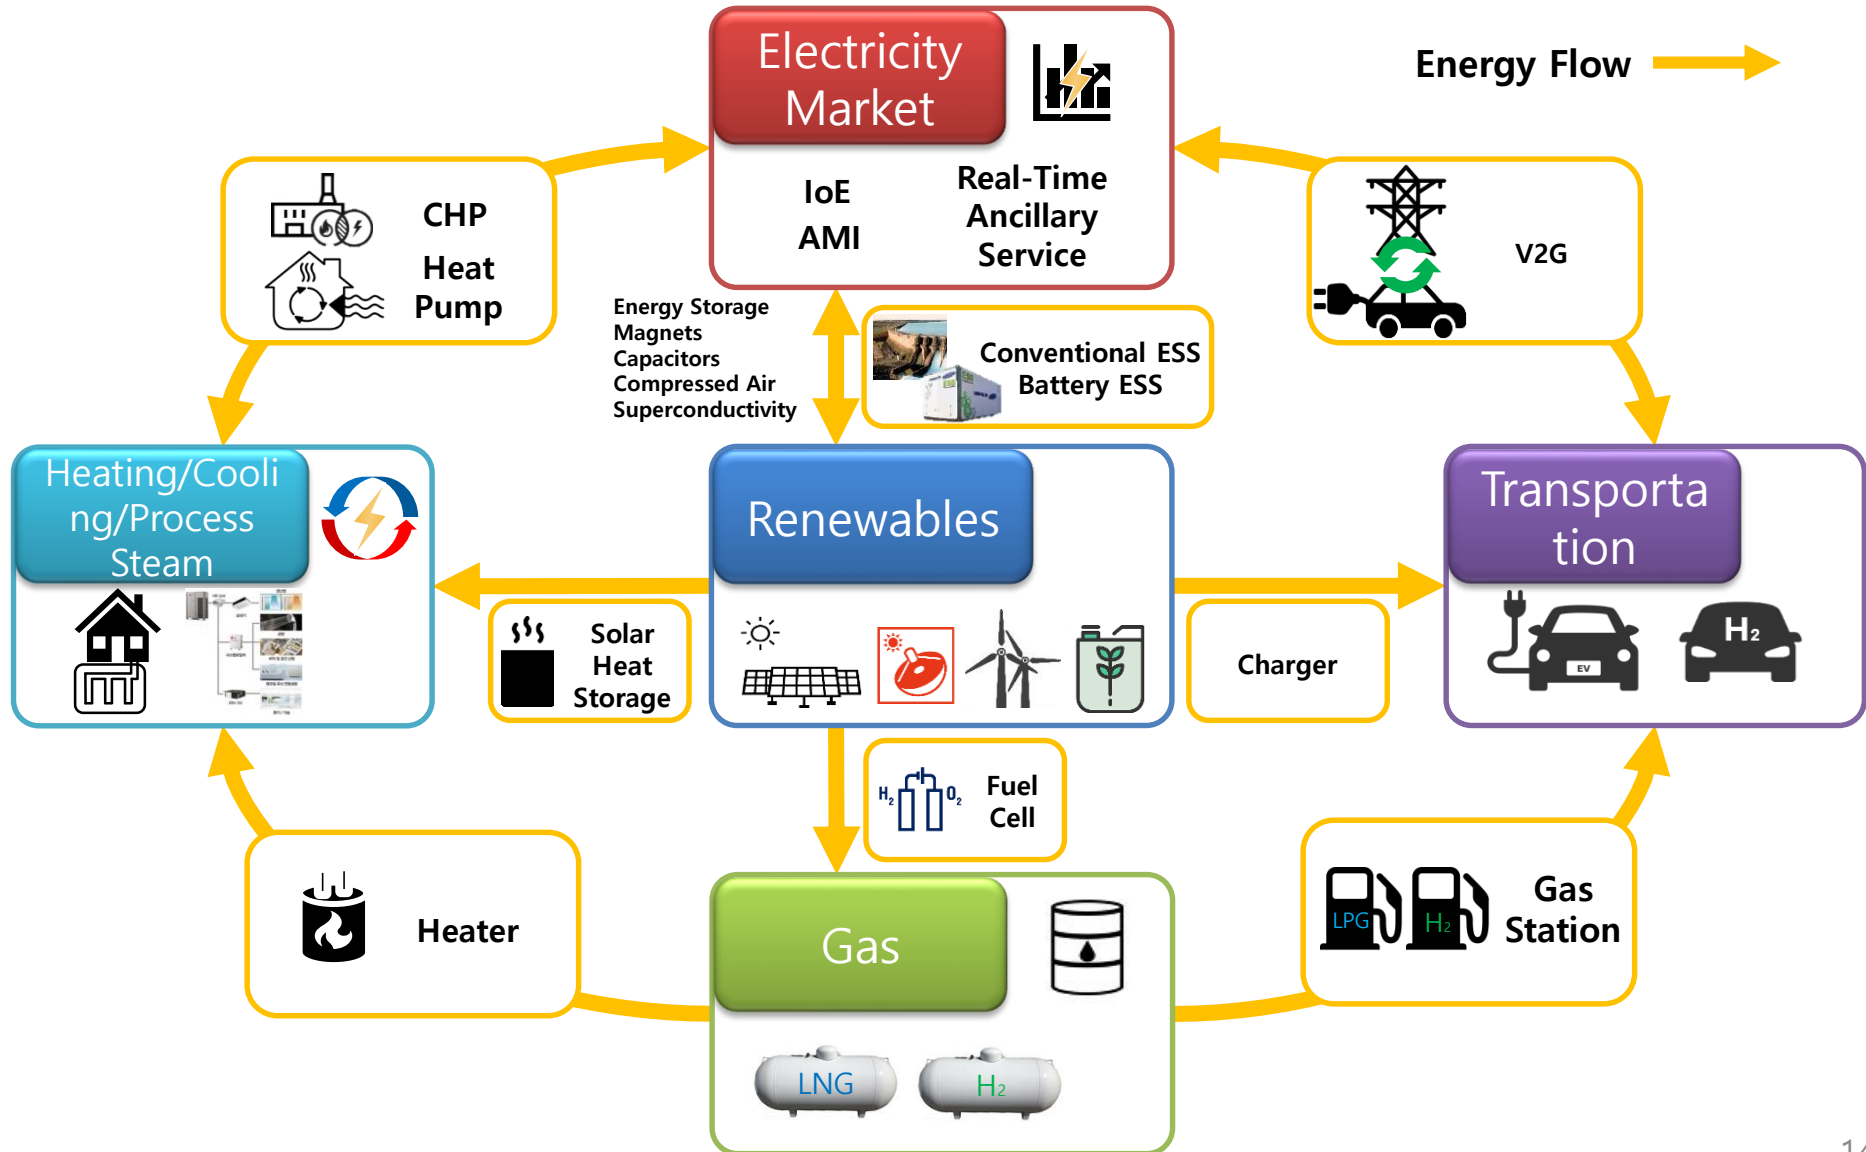 Electricity
Market
Energy Flow
IoE
AMI
Real-Time
Ancillary
Service
CHP
Heat
Pump
V2G
Energy Storage
Magnets
Capacitors
Compressed Air
Superconductivity
Conventional ESS
Battery ESS
Heating/Cooli
ng/Process
Steam
Renewables
Transporta
tion
Solar
Heat
Storage
Charger
EV
H2
H2
O2
Fuel
Cell
Heater
Gas
LNG
H2
LPG
H2
Gas
Station